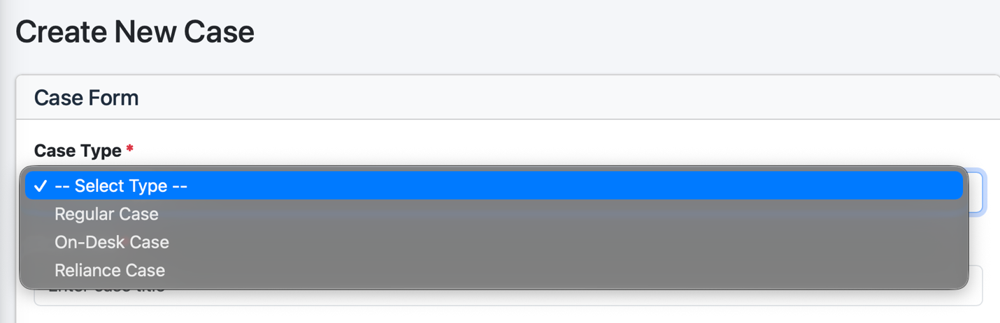 Create New Case
Case Form
Case Type *
✓ -- Select Type --
Regular Case
On-Desk Case
Reliance Case